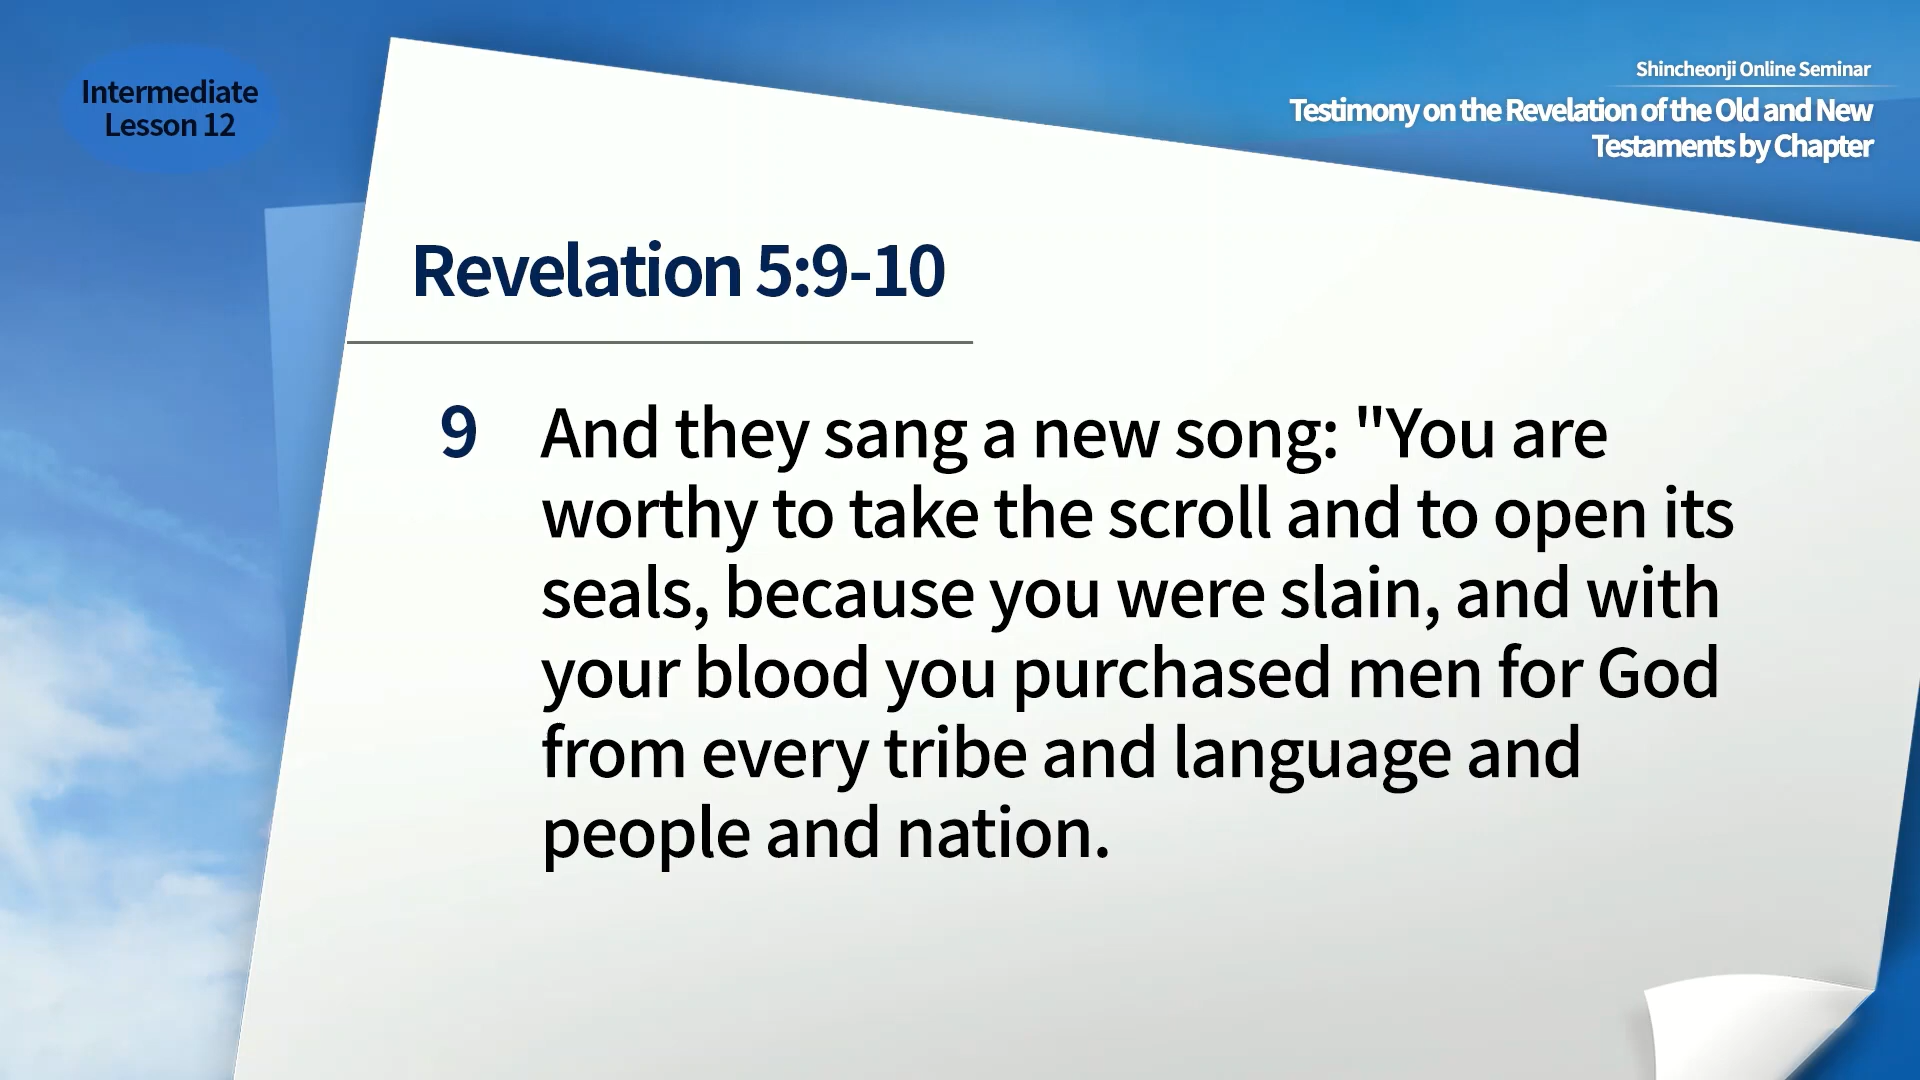 Intermediate
Lesson 12
Shincheonji Online Seminar
Testimony on the Revelation of the Old and New
Testaments by Chapter
Revelation 5:9-10
9 And they sang a new song: "You are
worthy to take the scroll and to open its
seals, because you were slain, and with
your blood you purchased men for God
from every tribe and language and
people and nation.